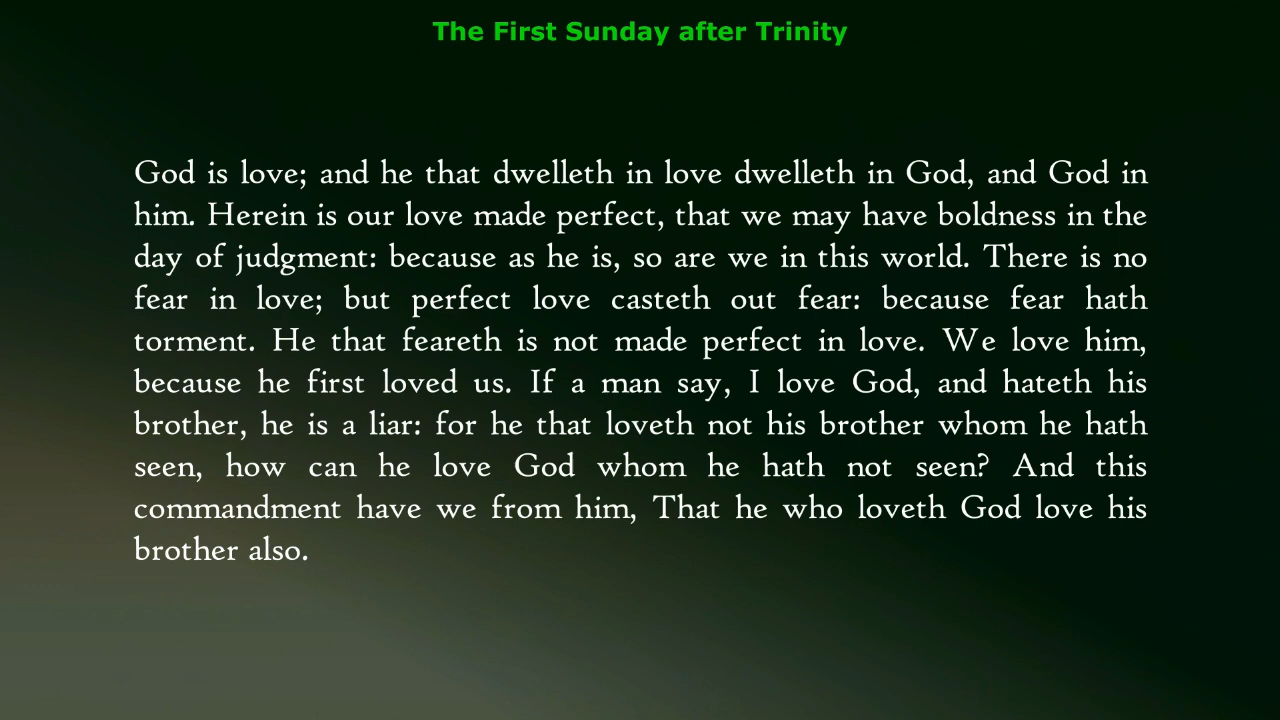 The First Sunday after Trinity
God is love; and he that dwelleth in love dwelleth in God, and God in
him. Herein is our love made perfect, that we may have boldness in the
day of judgment: because as he is, so are we in this world. There is no
fear in love; but perfect love casteth out fear: because fear hath
torment. He that feareth is not made perfect in love. We love him,
because he first loved us. If a man say, I love God, and hateth his
brother, he is a liar: for he that loveth not his brother whom he hath
seen, how can he love God whom he hath not seen? And this
commandment have we from him, That he who loveth God love his
brother also.